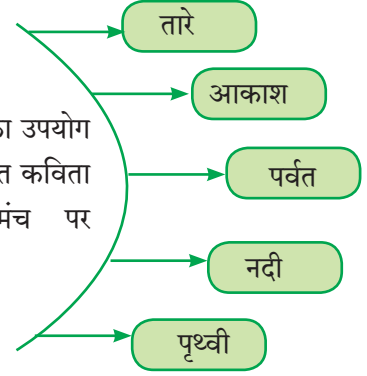 तारे
आकाश
उपयोग
कविता
पर्वत
पर
नदी
पृथ्वी